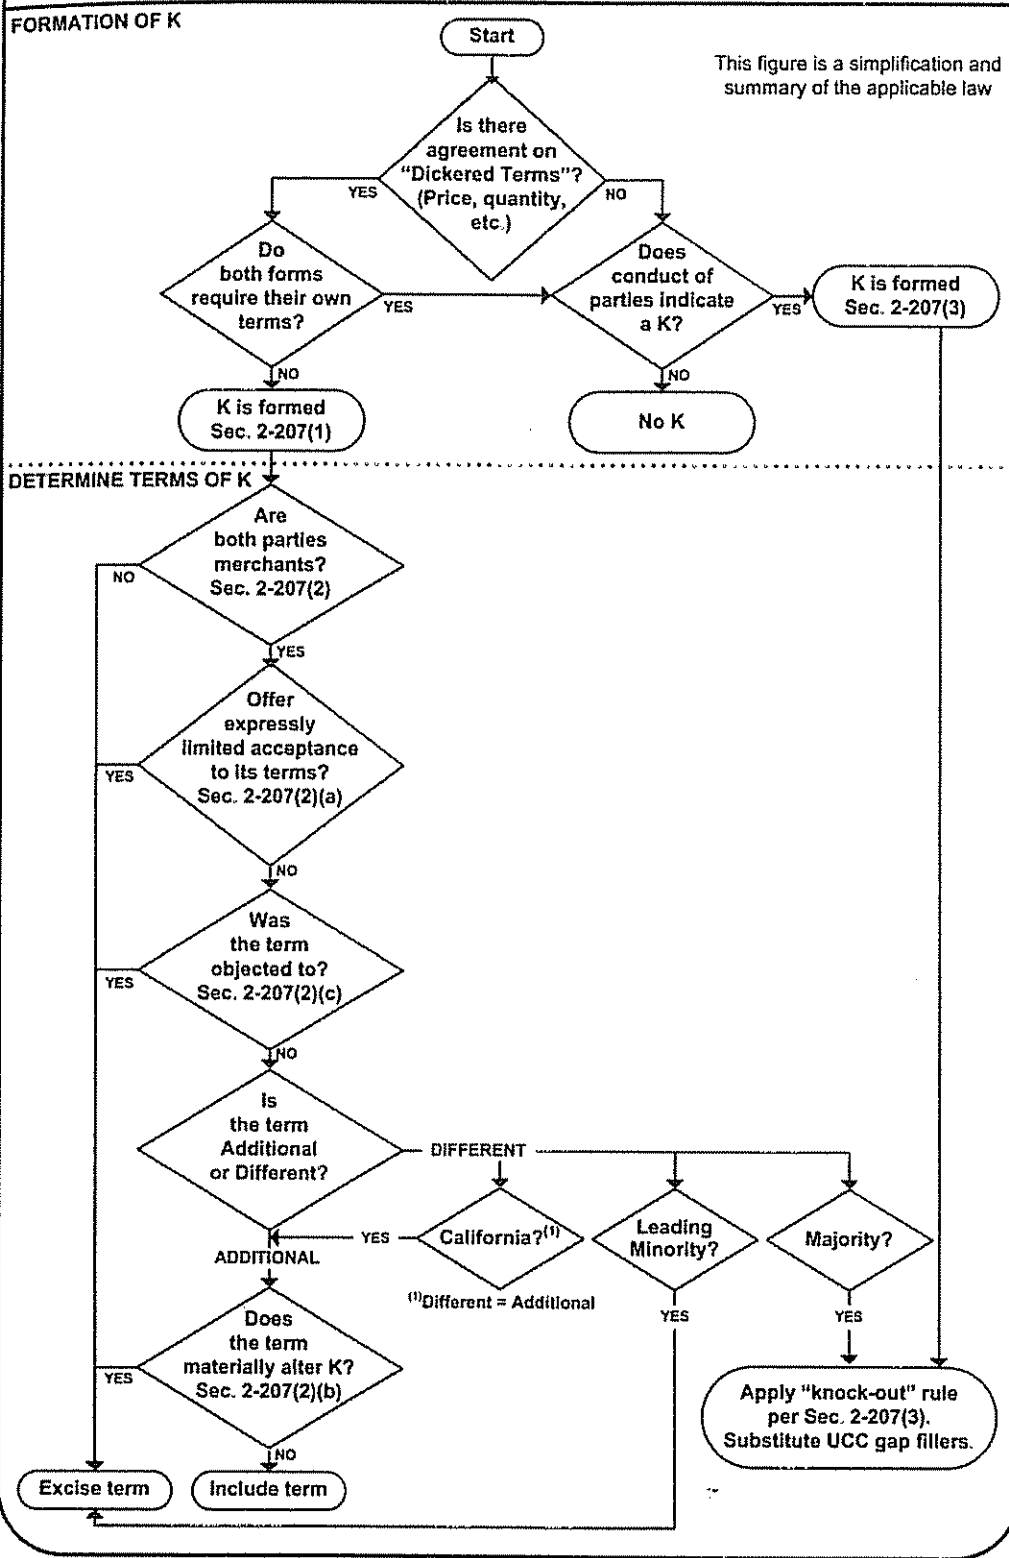 FORMATION OF K
Start
This figure is a simplification and
summary of the applicable law
Is there
agreement on
"Dickered Terms"?
(Price, quantity,
etc.)
YES
NO
Do
both forms
require their own
terms?
YES
Does
conduct of
parties indicate
a K?
YES
K is formed
Sec. 2-207(3)
NO
NO
K is formed
Sec. 2-207(1)
No K
DETERMINE TERMS OF K
Are
both parties
merchants?
Sec. 2-207(2)
NO
YES
Offer
expressly
limited acceptance
to its terms?
Sec. 2-207(2)(a)
YES
NO
Was
the term
objected to?
Sec. 2-207(2)(c)
YES
NO
Is
the term
Additional
or Different?
DIFFERENT
California?(1)
YES
Leading
Minority?
Majority?
ADDITIONAL
(1)Different = Additional
YES
YES
Does
the term
materially alter K?
Sec. 2-207(2)(b)
YES
NO
Apply "knock-out" rule
per Sec. 2-207(3).
Substitute UCC gap fillers.
Excise term
Include term